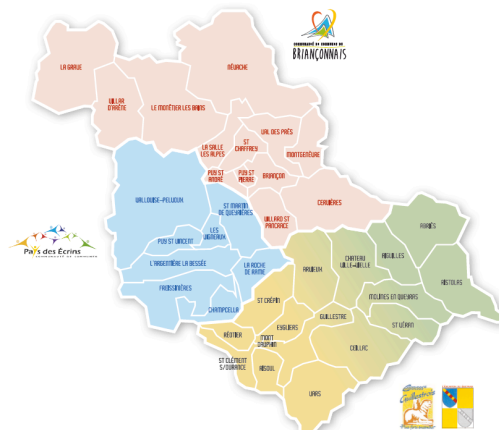 COMMUNAUTÉ DE COMMUNES DU
BRIANÇONNAIS
LA GRAVE
NÉVACHE
VILLAR
D'ARÈNE
LE MONÊTIER LES BAINS
VAL DES PRÉS
ST
CHAFFREY
LA SALLE
LES ALPES
MONTGENÈVRE
PUY ST
ANDRÉ
PUY ST
PIERRE
BRIANÇON
CERVIÈRES
VILLARD ST
PANCRACE
VALLOUISE-PELVOUX
ST MARTIN
DE QUEYRIÈRES
LES
VIGNEAUX
PUY ST VINCENT
L'ARGENTIÈRE LA BESSÉE
LA ROCHE
DE RAME
FREISSINIÈRES
CHAMPCELLA
Pays des Écrins
COMMUNAUTÉ DE COMMUNES
ABRIÈS
AIGUILLES
CHATEAU
VILLE-VIEILLE
ARVIEUX
RISTOLAS
MOLINES EN QUEYRAS
ST VÉRAN
ST CRÉPIN
GUILLESTRE
EYGLIERS
CEILLAC
RÉOTIER
MONT
DAUPHIN
ST CLÉMENT
S/DURANCE
RISOUL
VARS